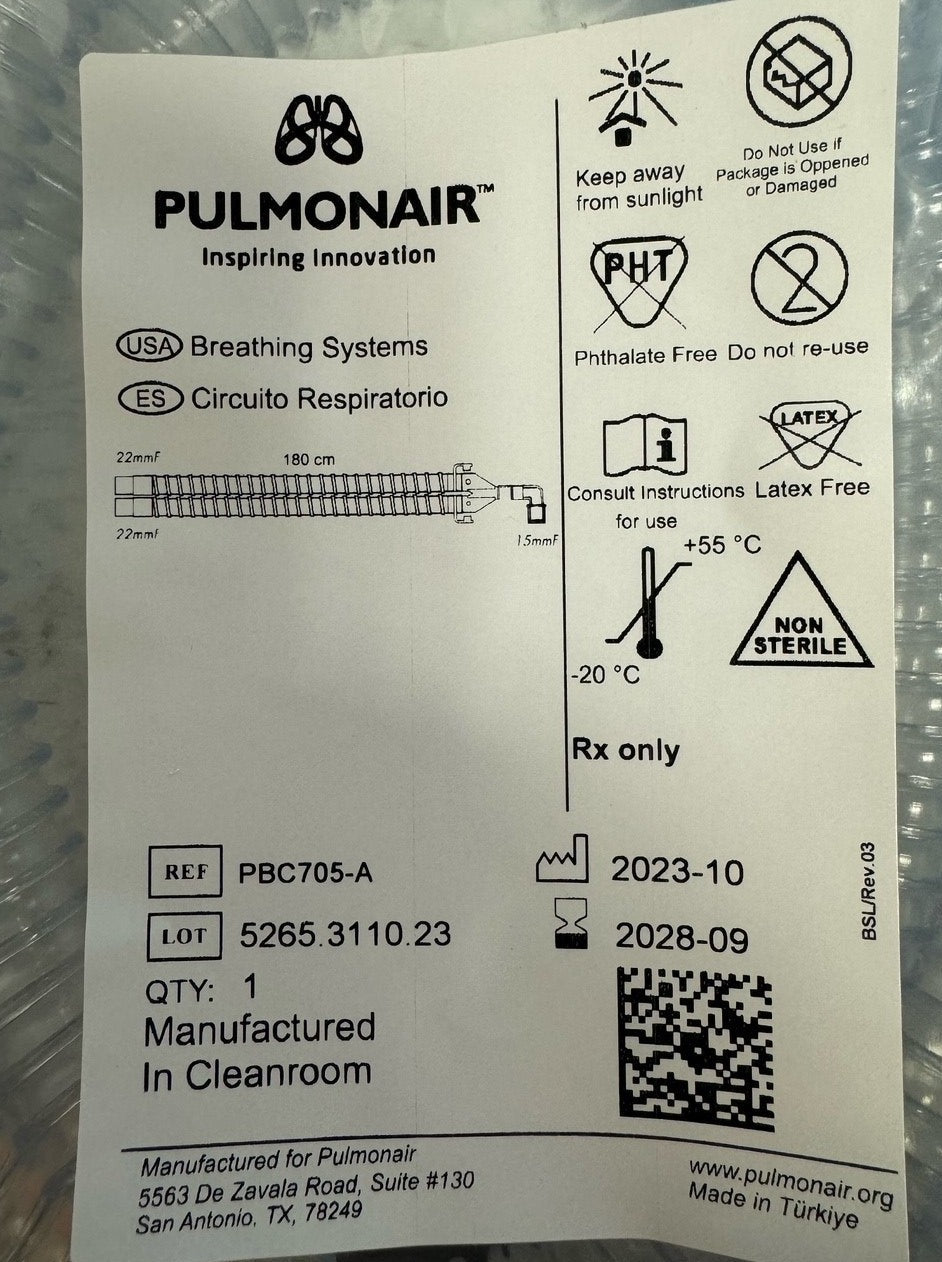 PULMONAIR™
Inspiring Innovation
USA Breathing Systems
ES Circuito Respiratorio
22mmF
180 cm
22mmF
15mmF
Keep away
from sunlight
Do Not Use if
Package is Oppened
or Damaged
PHT
Phthalate Free
2
Do not re-use
i
Consult Instructions
for use
LATEX
Latex Free
+55 °C
-20 °C
NON
STERILE
Rx only
REF PBC705-A
LOT 5265.3110.23
QTY: 1
Manufactured
In Cleanroom
2023-10
2028-09
BSL/Rev.03
Manufactured for Pulmonair
5563 De Zavala Road, Suite #130
San Antonio, TX, 78249
www.pulmonair.org
Made in Türkiye